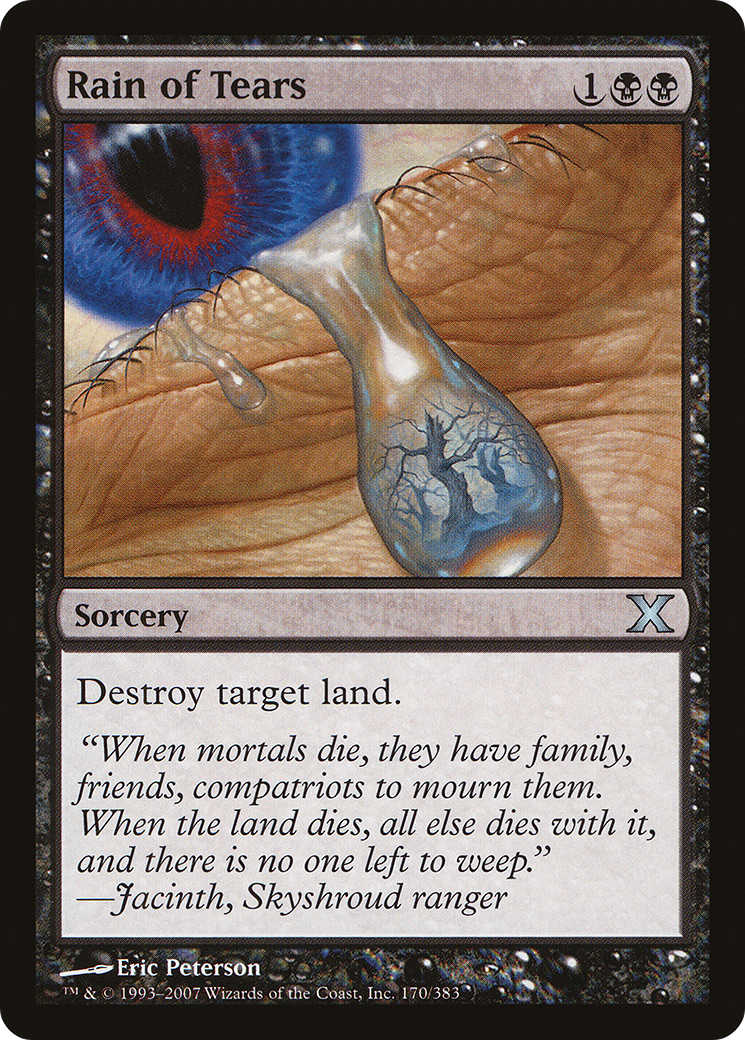 Rain of Tears 1
Sorcery X
Destroy target land.
“When mortals die, they have family,
friends, compatriots to mourn them.
When the land dies, all else dies with it,
and there is no one left to weep.”
—Jacinth, Skyshroud ranger
Eric Peterson
™ & © 1993–2007 Wizards of the Coast, Inc. 170/383